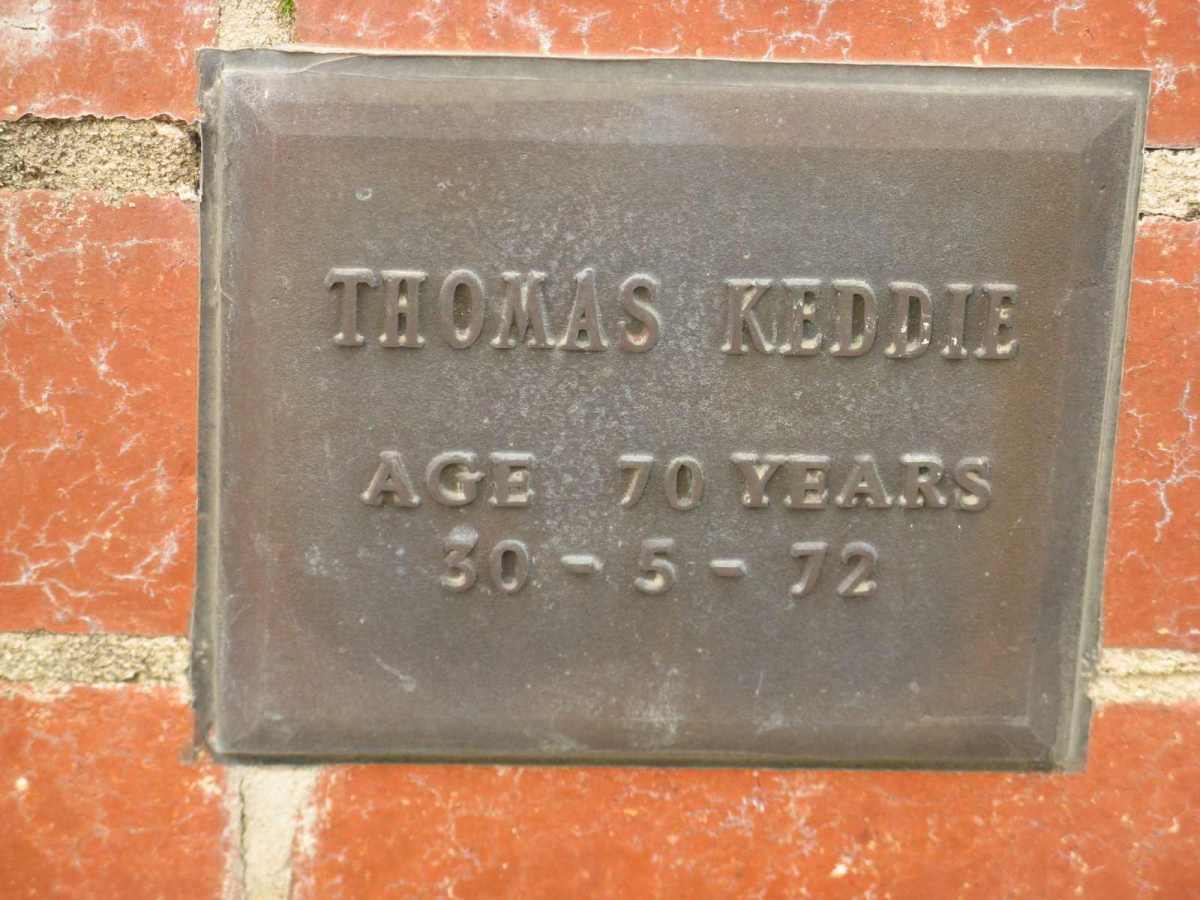 THOMAS KEDDIE
AGE 70 YEARS
30 - 5 - 72